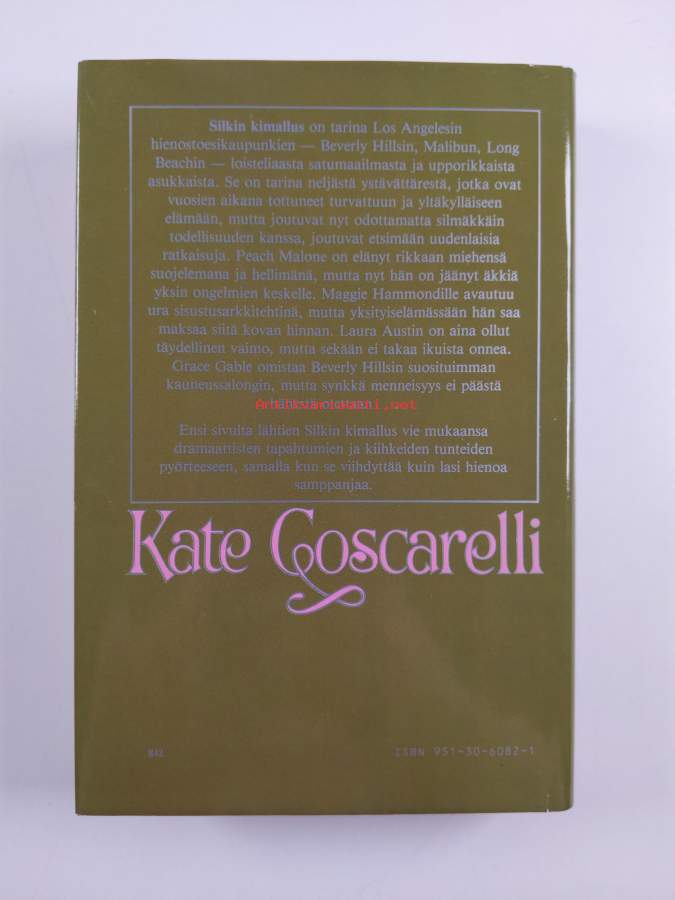 Silkin kimallus on tarina Los Angelesin
hienostoesikaupunkien — Beverly Hillsin, Malibun, Long
Beachin — loisteliaasta satumaailmasta ja upporikkaista
asukkaista. Se on tarina neljästä ystävättärestä, jotka ovat
vuosien aikana tottuneet turvattuun ja yltäkylläiseen
elämään, mutta joutuvat nyt odottamatta silmäkkäin
todellisuuden kanssa, joutuvat etsimään uudenlaisia
ratkaisuja. Peach Malone on elänyt rikkaan miehensä
suojelemana ja hellimänä, mutta nyt hän on jäänyt äkkiä
yksin ongelmien keskelle. Maggie Hammondille avautuu
ura sisustusarkkitehtinä, mutta yksityiselämässään hän saa
maksaa siitä kovan hinnan. Laura Austin on aina ollut
täydellinen vaimo, mutta sekään ei takaa ikuista onnea.
Grace Gable omistaa Beverly Hillsin suosituimman
kauneussalongin, mutta synkkä menneisyys ei päästä
Ensi sivulta lähtien Silkin kimallus vie mukaansa
dramaattisten tapahtumien ja kiihkeiden tunteiden
pyörteeseen, samalla kun se viihdyttää kuin lasi hienoa
samppanjaa.
Kate Coscarelli
842
ISBN 951-30-6082-1